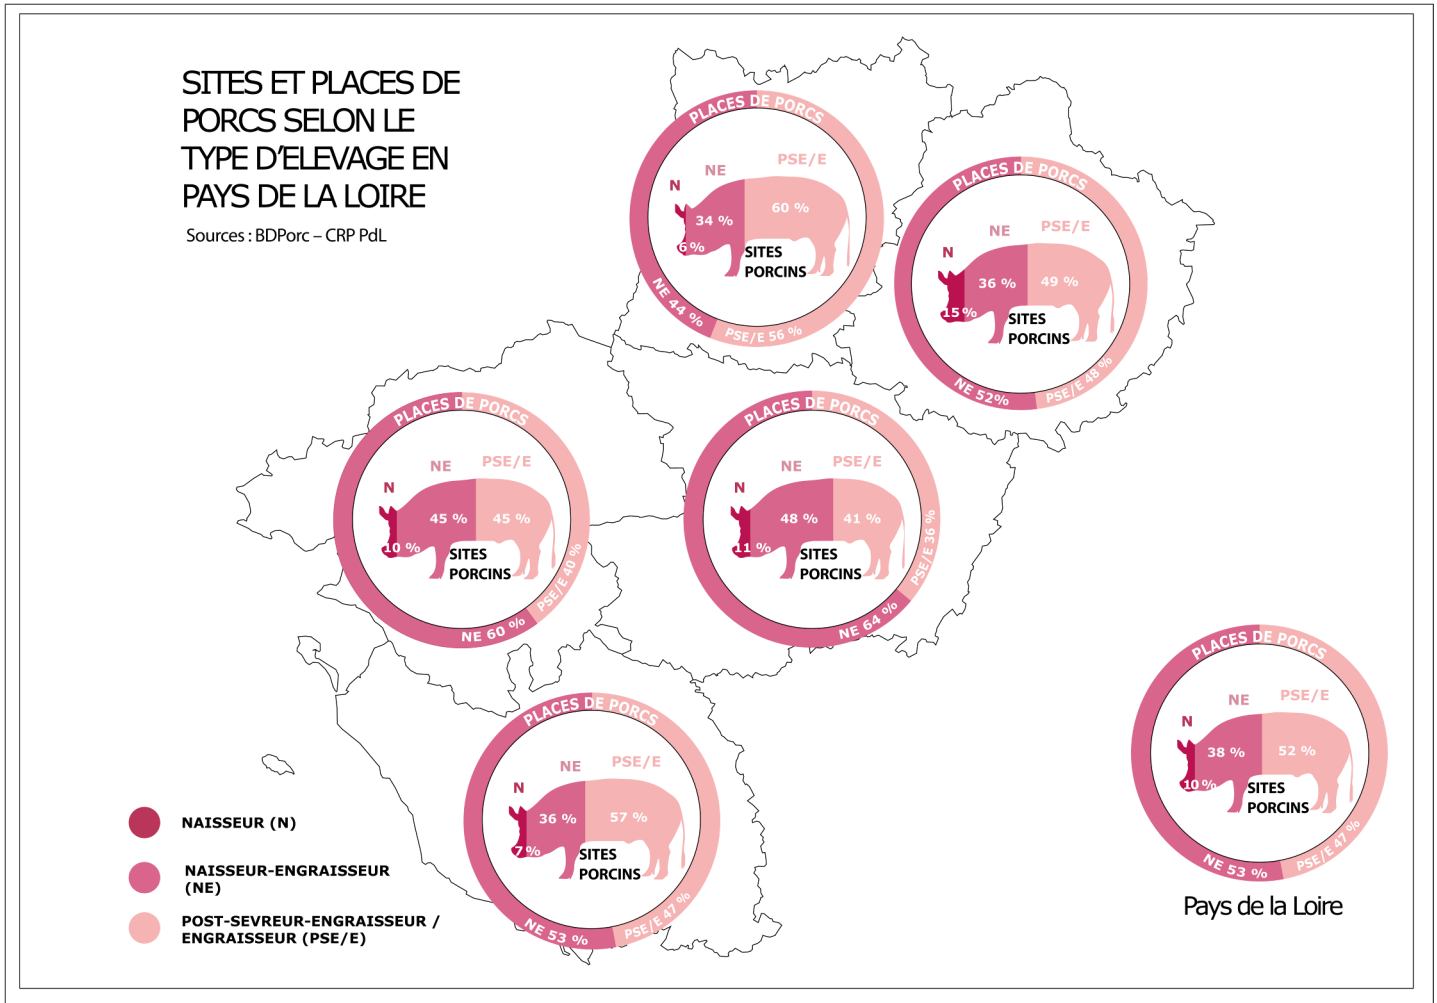 SITES ET PLACES DE
PORCS SELON LE
TYPE D’ELEVAGE EN
PAYS DE LA LOIRE
Sources : BDPorc – CRP PdL
PLACES DE PORCS
PSE/E
NE
N
60 %
34 %
6 %
SITES
PORCINS
NE 44 %
PSE/E 56 %
PLACES DE PORCS
PSE/E
NE
N
49 %
36 %
15 %
SITES
PORCINS
NE 52%
PSE/E 48 %
PLACES DE PORCS
PSE/E
NE
N
45 %
45 %
10 %
SITES
PORCINS
NE 60 %
PSE/E 40 %
PLACES DE PORCS
PSE/E
NE
N
48 %
41 %
11 %
SITES
PORCINS
NE 64 %
PSE/E 36 %
PLACES DE PORCS
PSE/E
NE
N
36 %
57 %
7 %
SITES
PORCINS
NE 53 %
PSE/E 47 %
PLACES DE PORCS
PSE/E
NE
N
38 %
52 %
10 %
SITES
PORCINS
NE 53 %
PSE/E 47 %
Pays de la Loire
NAISSEUR (N)
NAISSEUR-ENGRAISSEUR
(NE)
POST-SEVREUR-ENGRAISSEUR /
ENGRAISSEUR (PSE/E)